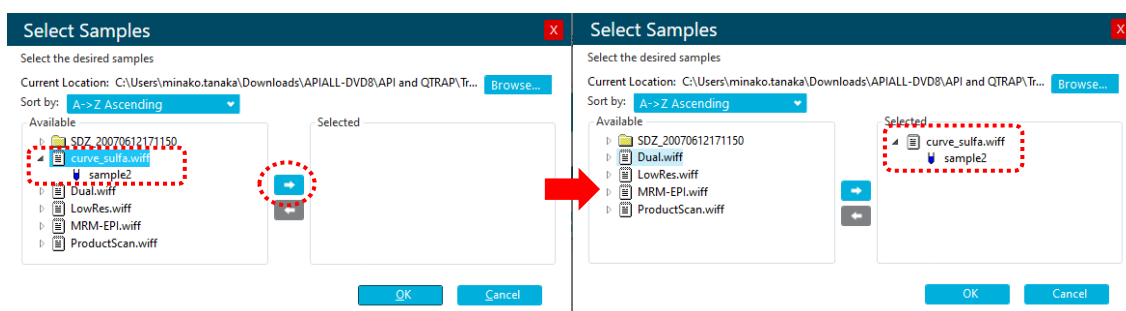 Select Samples
X
Select the desired samples
Current Location: C:\Users\minako.tanaka\Downloads\APIALL-DVD8\API and QTRAP\Tr...
Browse...
Sort by:
A->Z Ascending
Available
SDZ_20070612171150
curve_sulfa.wiff
sample2
Dual.wiff
LowRes.wiff
MRM-EPI.wiff
ProductScan.wiff
Selected
OK
Cancel
Select Samples
X
Select the desired samples
Current Location: C:\Users\minako.tanaka\Downloads\APIALL-DVD8\API and QTRAP\Tr...
Browse...
Sort by:
A->Z Ascending
Available
SDZ_20070612171150
Dual.wiff
LowRes.wiff
MRM-EPI.wiff
ProductScan.wiff
Selected
curve_sulfa.wiff
sample2
OK
Cancel